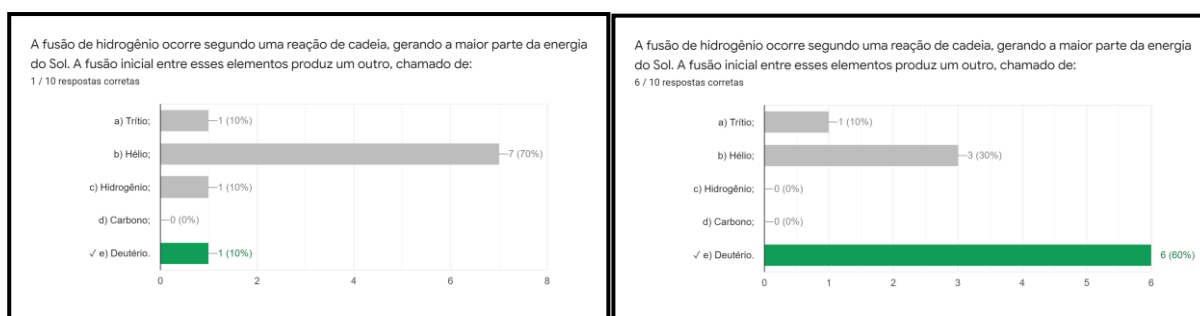 A fusão de hidrogênio ocorre segundo uma reação de cadeia, gerando a maior parte da energia
do Sol. A fusão inicial entre esses elementos produz um outro, chamado de:
1 / 10 respostas corretas
a) Trítio;
1 (10%)
b) Hélio;
7 (70%)
c) Hidrogênio;
1 (10%)
d) Carbono;
0 (0%)
✓ e) Deutério.
1 (10%)
0 2 4 6 8
A fusão de hidrogênio ocorre segundo uma reação de cadeia, gerando a maior parte da energia
do Sol. A fusão inicial entre esses elementos produz um outro, chamado de:
6 / 10 respostas corretas
a) Trítio;
1 (10%)
b) Hélio;
3 (30%)
c) Hidrogênio;
0 (0%)
d) Carbono;
0 (0%)
✓ e) Deutério.
6 (60%)
0 1 2 3 4 5 6